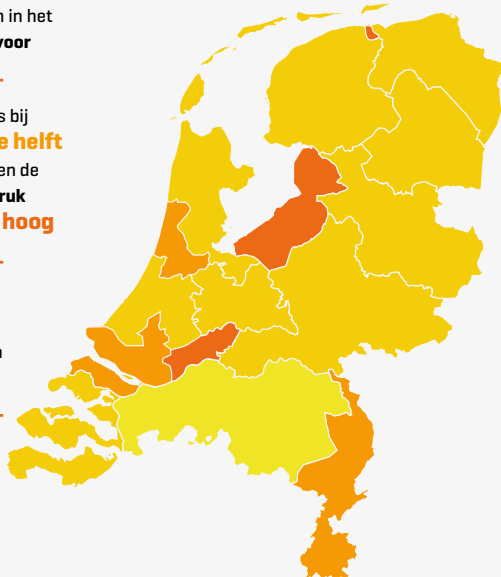 in het
voor
bij
helft
en de
ruk
hoog